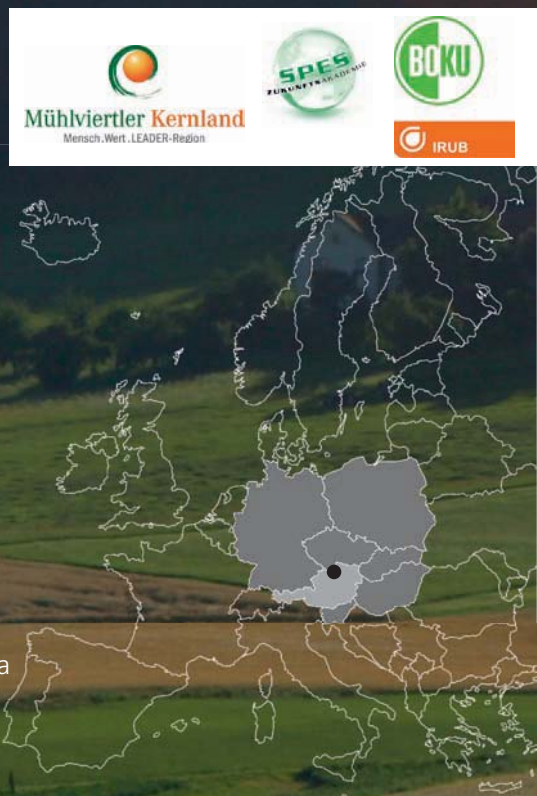 Mühlviertler Kernland
Mensch.Wert.LEADER-Region
SPES
ZUKUNFTSAKADEMIE
BOKU
IRUB
a